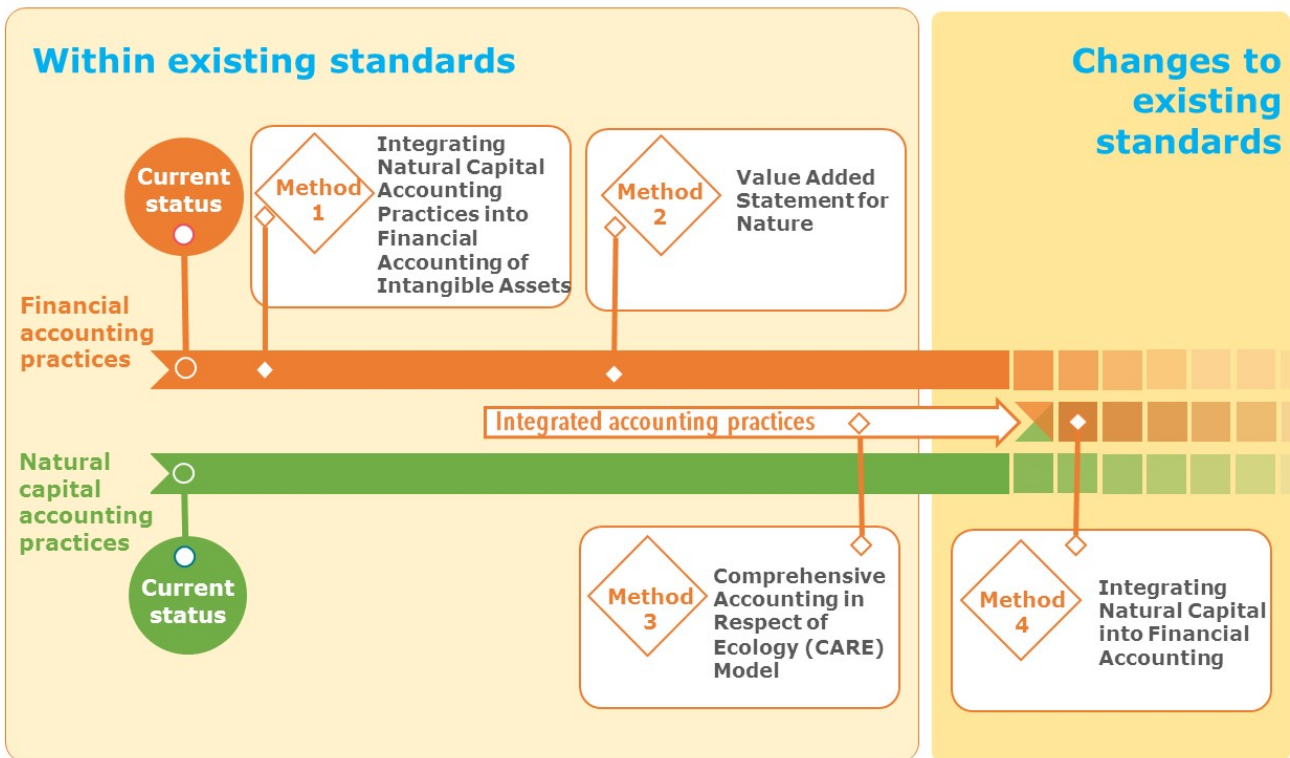 Within existing standards
Changes to
existing
standards
Current
status
Method
1
Integrating
Natural Capital
Accounting
Practices into
Financial
Accounting of
Intangible Assets
Method
2
Value Added
Statement for
Nature
Financial
accounting
practices
Integrated accounting practices
Natural
capital
accounting
practices
Current
status
Method
3
Comprehensive
Accounting in
Respect of
Ecology (CARE)
Model
Method
4
Integrating
Natural Capital
into Financial
Accounting